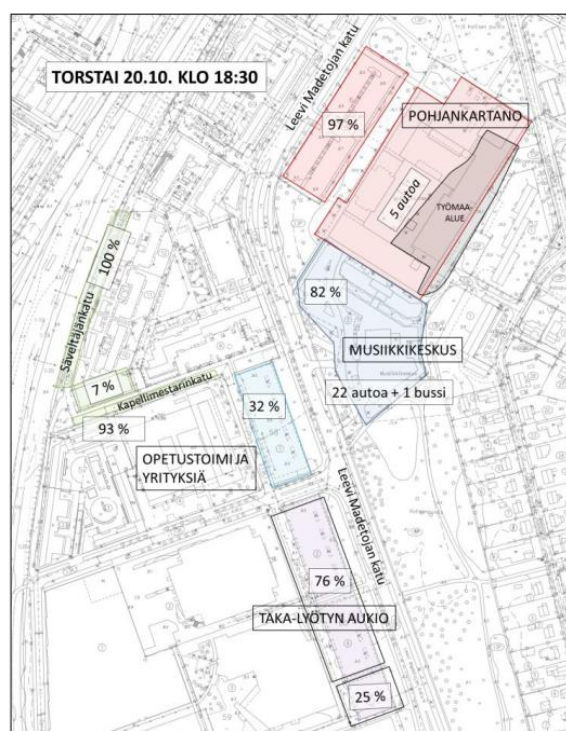 TORSTAI 20.10. KLO 18:30
Leevi Madetojan katu
97 %
POHJANKARTANO
5 autoa
TYÖMAA-
ALUE
100 %
Säveltäjänkatu
82 %
MUSIIKKIKESKUS
22 autoa + 1 bussi
7 %
Kapellimestarinkatu
93 %
32 %
OPETUSTOIMI JA
YRITYKSIÄ
Leevi Madetojan katu
76 %
TAKA-LYÖTYN AUKIO
25 %